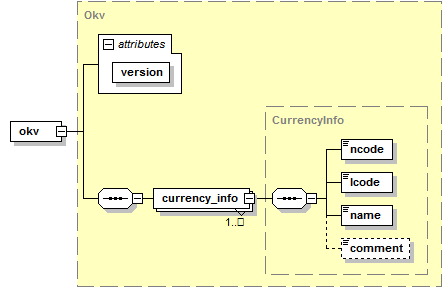 Okv
attributes
version
okv
CurrencyInfo
ncode
currency_info
lcode
1..
name
comment